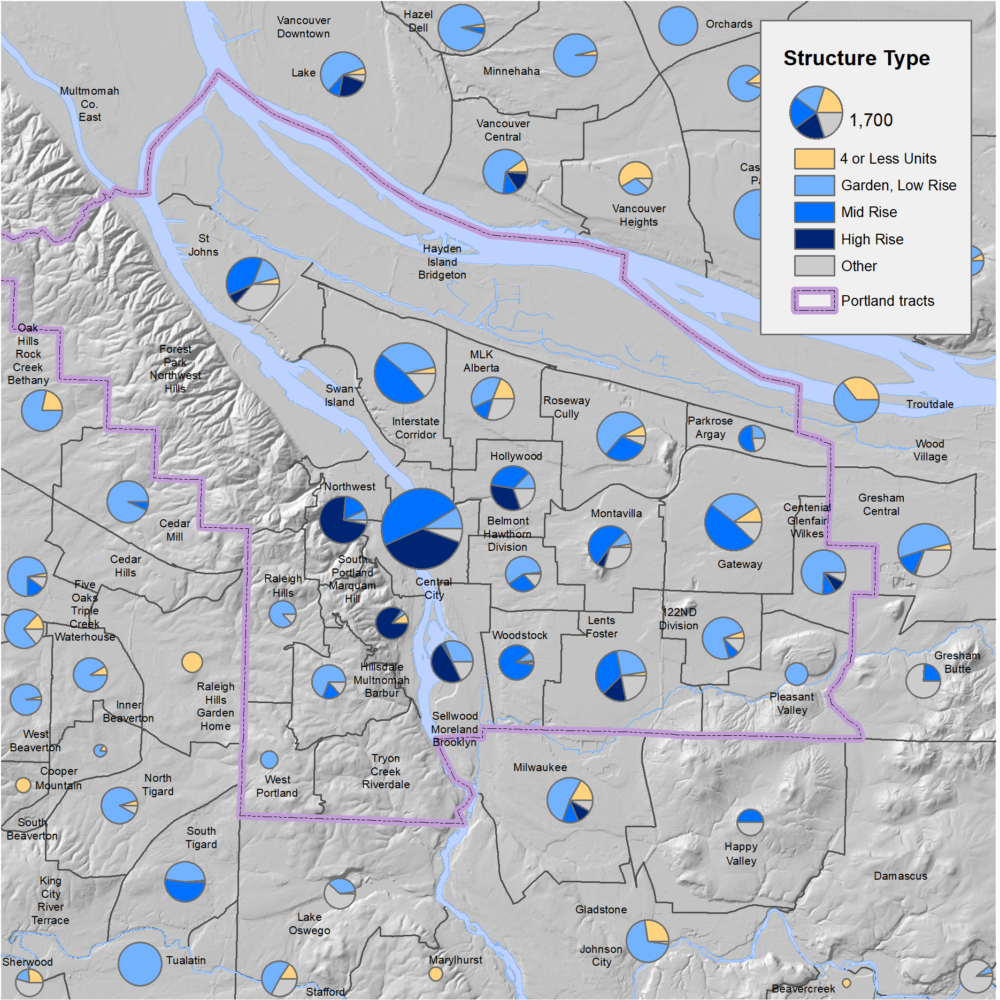 Vancouver
Downtown
Hazel
Dell
Orchards
Lake
Minnehaha
Multmomah
Co.
East
Vancouver
Central
Vancouver
Heights
Cas
Structure Type
1,700
4 or Less Units
Garden, Low Rise
Mid Rise
High Rise
Other
Portland tracts
St
Johns
Hayden
Island
Bridgeton
Oak
Hills
Rock
Creek
Bethany
Forest
Park
Northwest
Hills
Swan
Island
Interstate
Corridor
MLK
Alberta
Roseway
Cully
Parkrose
Argay
Troutdale
Wood
Village
Hollywood
Northwest
Belmont
Hawthorn
Division
Montavilla
Centenial
Glenfair
Wilkes
Gresham
Central
Gateway
Cedar
Mill
Cedar
Hills
South
Portland
Marquam
Hill
Central
City
Raleigh
Hills
Five
Oaks
Triple
Creek
Waterhouse
Woodstock
Lents
Foster
122ND
Division
Gresham
Butte
Pleasant
Valley
Hillsdale
Multnomah
Barbur
Raleigh
Hills
Garden
Home
Inner
Beaverton
West
Beaverton
Sellwood
Moreland
Brooklyn
Cooper
Mountain
North
Tigard
West
Portland
Tryon
Creek
Riverdale
Milwaukee
South
Beaverton
South
Tigard
Happy
Valley
Damascus
King
City
River
Terrace
Lake
Oswego
Gladstone
Johnson
City
Sherwood
Tualatin
Stafford
Marylhurst
Beavercreek